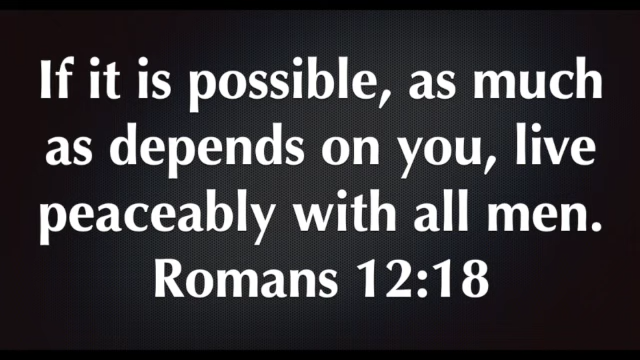 If it is possible, as much
as depends on you, live
peaceably with all men.
Romans 12:18